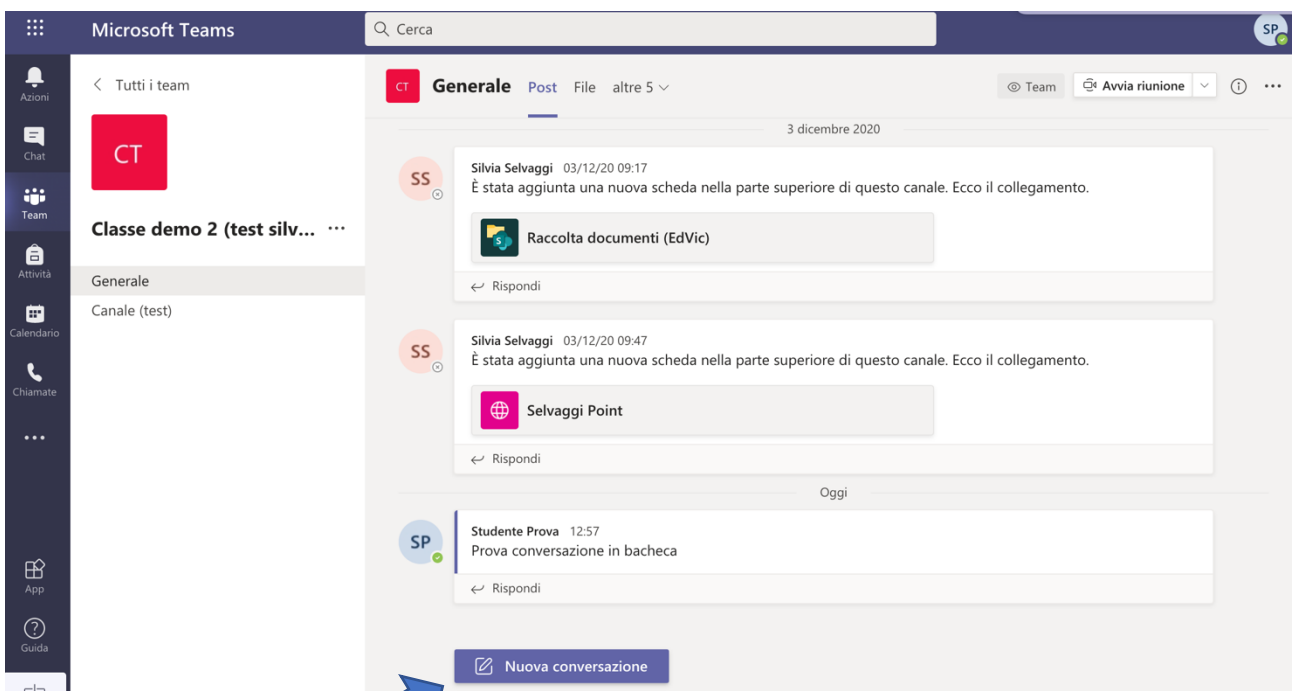 Microsoft Teams
Cerca
SP
Azioni
Chat
Team
Attività
Calendario
Chiamate
App
Guida
Tutti i team
CT
Classe demo 2 (test silv...
Generale
Canale (test)
CT Generale Post File altre 5
Team
Avvia riunione
3 dicembre 2020
SS
Silvia Selvaggi 03/12/20 09:17
È stata aggiunta una nuova scheda nella parte superiore di questo canale. Ecco il collegamento.
Raccolta documenti (EdVic)
Rispondi
SS
Silvia Selvaggi 03/12/20 09:47
È stata aggiunta una nuova scheda nella parte superiore di questo canale. Ecco il collegamento.
Selvaggi Point
Rispondi
Oggi
SP
Studente Prova 12:57
Prova conversazione in bacheca
Rispondi
Nuova conversazione